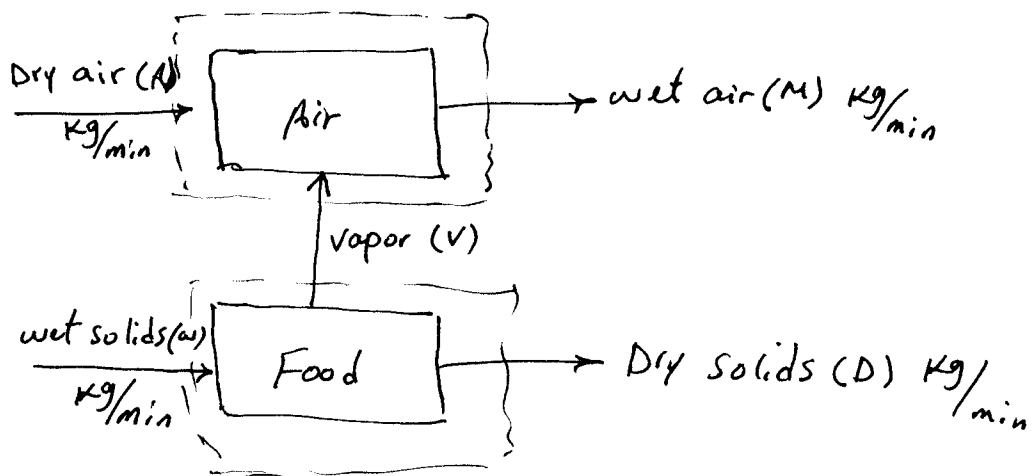 Dry air (A)
Kg/min
Air
wet air (M) Kg/min
vapor (V)
wet solids (w)
Kg/min
Food
Dry solids (D) Kg/min